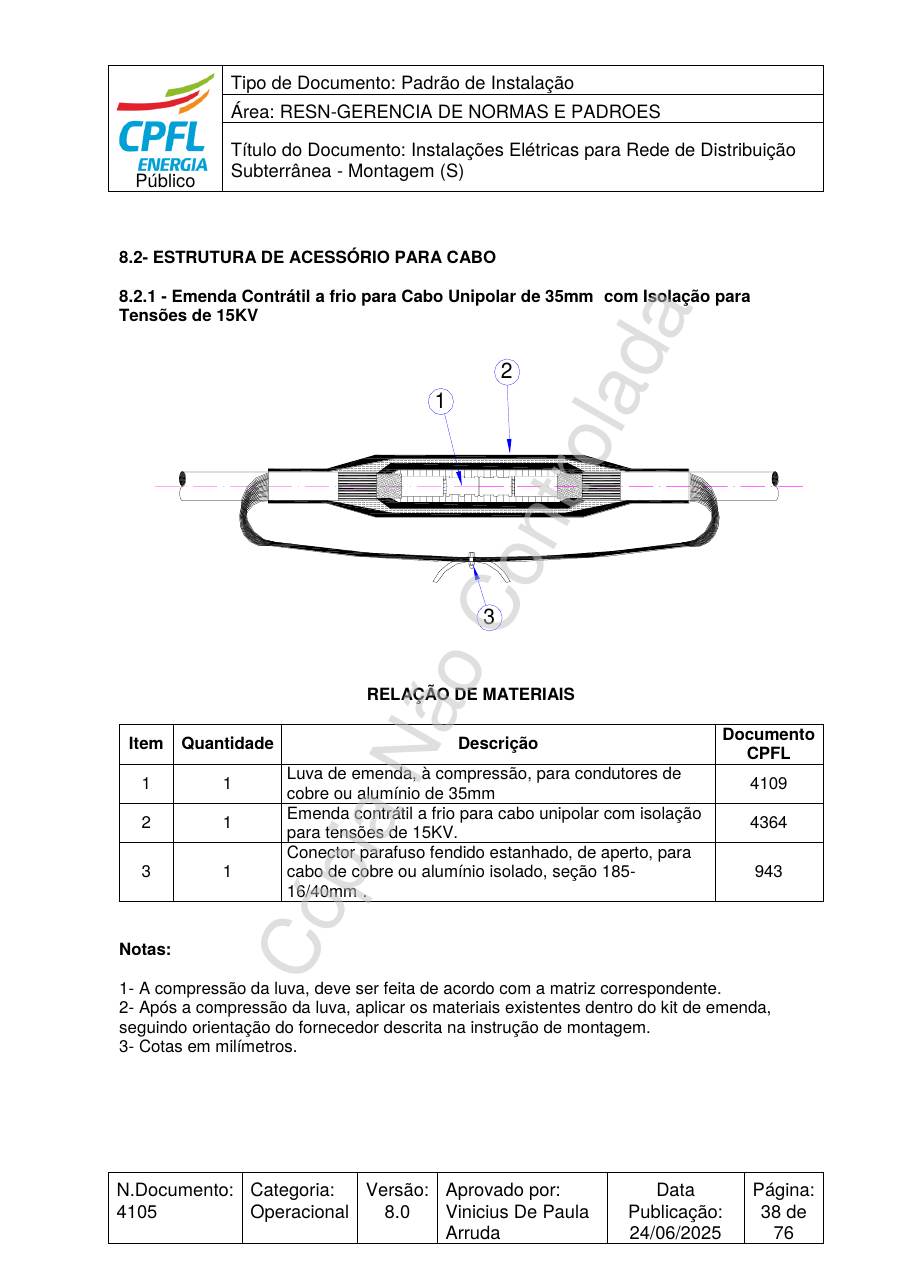 CPFL
ENERGIA
Público
Tipo de Documento: Padrão de Instalação
Área: RESN-GERENCIA DE NORMAS E PADROES
Título do Documento: Instalações Elétricas para Rede de Distribuição
Subterrânea - Montagem (S)
8.2- ESTRUTURA DE ACESSÓRIO PARA CABO
8.2.1 - Emenda Contrátil a frio para Cabo Unipolar de 35mm  com Isolação para
Tensões de 15KV
2
1
3
Cópia Não Controlada
RELAÇÃO DE MATERIAIS
Item Quantidade Descrição Documento
CPFL
1 1 Luva de emenda, à compressão, para condutores de
cobre ou alumínio de 35mm 4109
2 1 Emenda contrátil a frio para cabo unipolar com isolação
para tensões de 15KV. 4364
3 1 Conector parafuso fendido estanhado, de aperto, para
cabo de cobre ou alumínio isolado, seção 185-
16/40mm . 943
Notas:
1- A compressão da luva, deve ser feita de acordo com a matriz correspondente.
2- Após a compressão da luva, aplicar os materiais existentes dentro do kit de emenda,
seguindo orientação do fornecedor descrita na instrução de montagem.
3- Cotas em milímetros.
N.Documento: Categoria: Versão: Aprovado por: Data Página:
4105 Operacional 8.0 Vinicius De Paula Publicação: 38 de
Arruda 24/06/2025 76